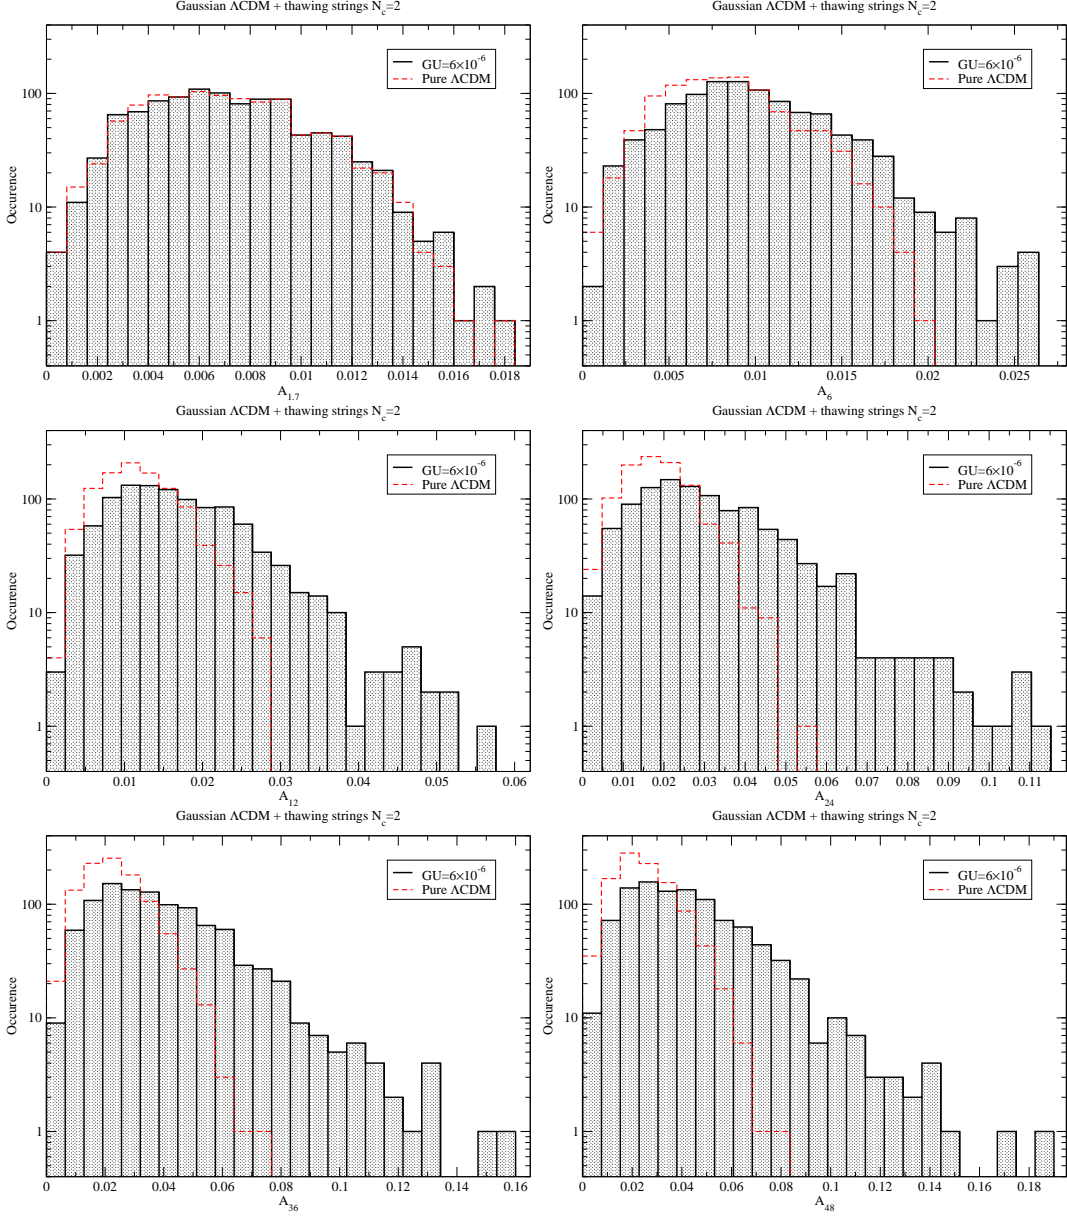 Gaussian ΛCDM + thawing strings N_c=2
Gaussian ΛCDM + thawing strings N_c=2
GU=6×10^-6
Pure ΛCDM
GU=6×10^-6
Pure ΛCDM
100
10
1
Occurence
100
10
1
Occurence
0 0.002 0.004 0.006 0.008 0.01 0.012 0.014 0.016 0.018
A_1.7
0 0.005 0.01 0.015 0.02 0.025
A_6
Gaussian ΛCDM + thawing strings N_c=2
Gaussian ΛCDM + thawing strings N_c=2
GU=6×10^-6
Pure ΛCDM
GU=6×10^-6
Pure ΛCDM
100
10
1
Occurence
100
10
1
Occurence
0 0.01 0.02 0.03 0.04 0.05 0.06
A_12
0 0.01 0.02 0.03 0.04 0.05 0.06 0.07 0.08 0.09 0.1 0.11
A_24
Gaussian ΛCDM + thawing strings N_c=2
Gaussian ΛCDM + thawing strings N_c=2
GU=6×10^-6
Pure ΛCDM
GU=6×10^-6
Pure ΛCDM
100
10
1
Occurence
100
10
1
Occurence
0 0.02 0.04 0.06 0.08 0.1 0.12 0.14 0.16
A_36
0 0.02 0.04 0.06 0.08 0.1 0.12 0.14 0.16 0.18
A_48